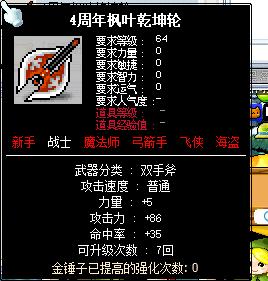 4周年枫叶乾坤轮
要求等级： 64
要求力量： 0
要求敏捷： 0
要求智力： 0
要求运气： 0
要求人气度： -
道具等级： -
道具经验值： -
新手 战士 魔法师 弓箭手 飞侠 海盗
武器分类 : 双手斧
攻击速度 : 普通
力量 : +5
攻击力 : +86
命中率 : +35
可升级次数 : 7回
金锤子已提高的强化次数: 0